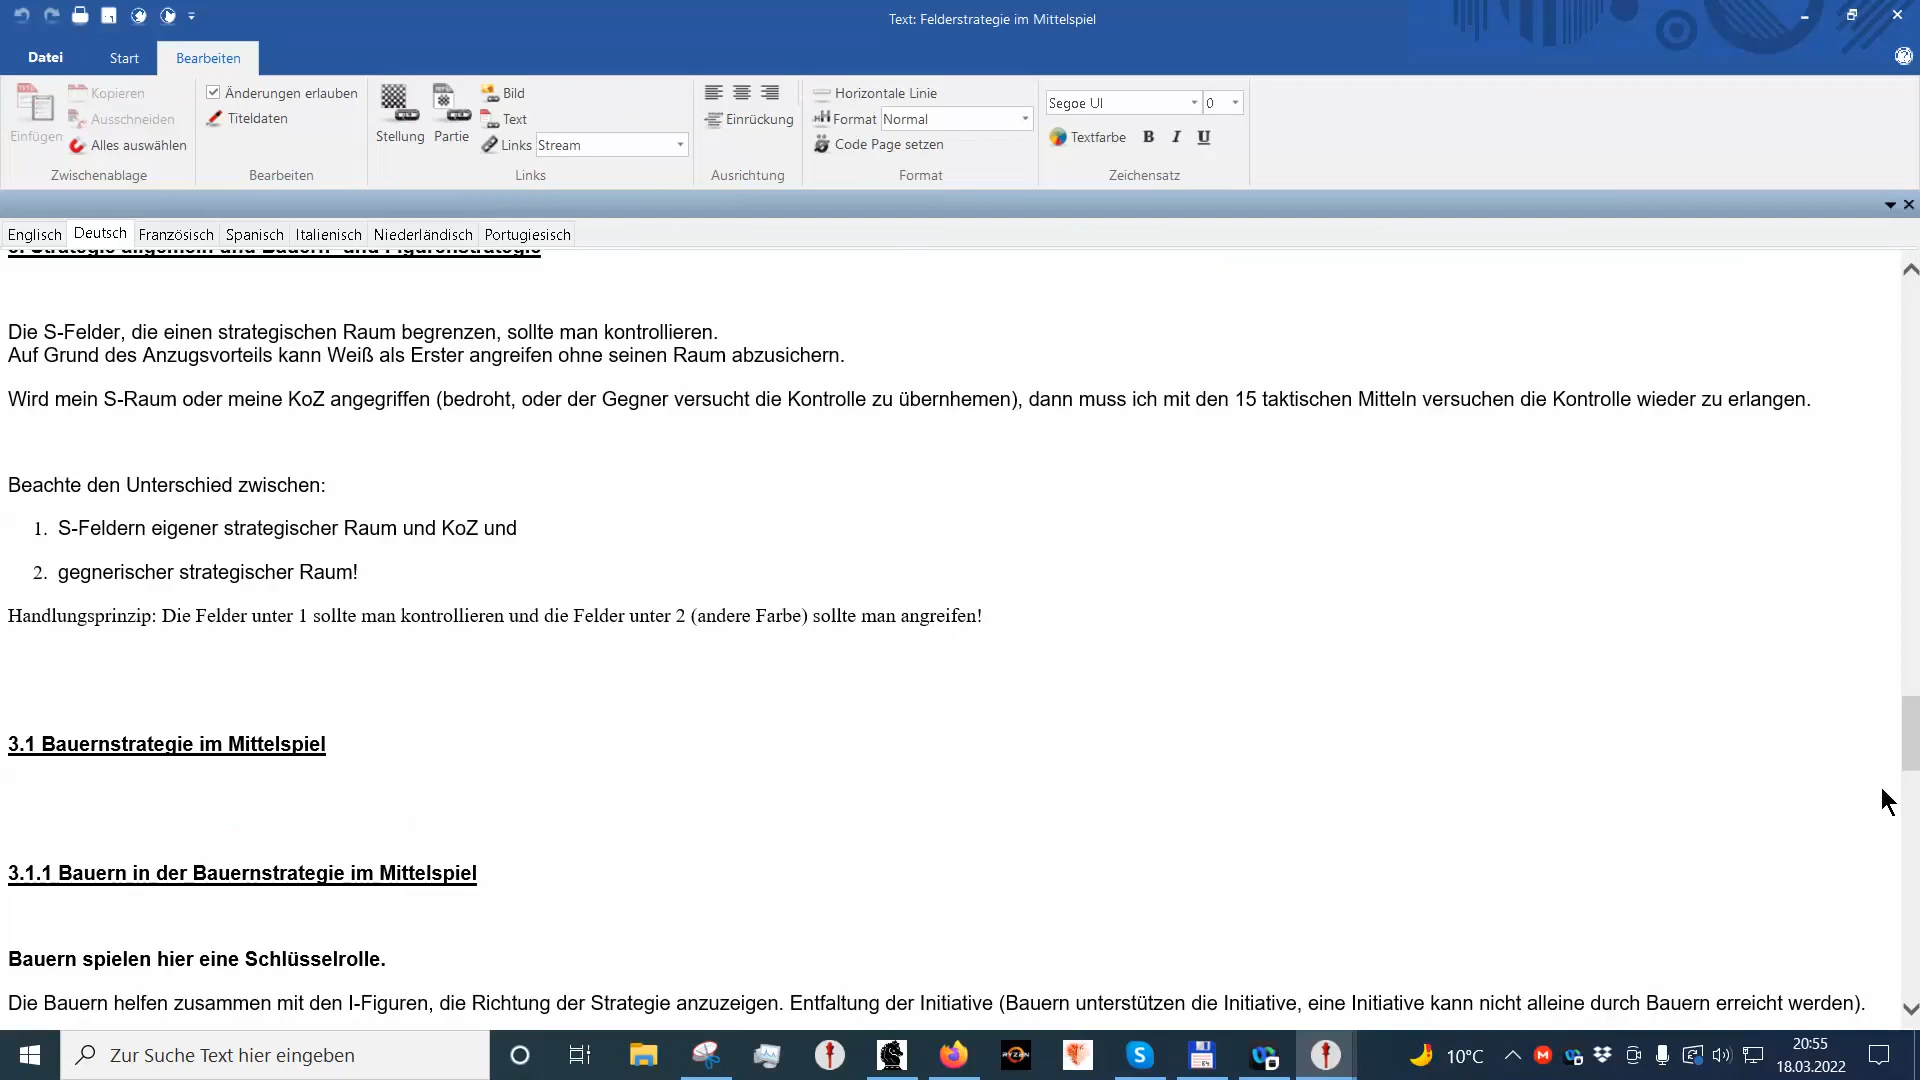 Text: Felderstrategie im Mittelspiel
Datei Start Bearbeiten
Einfügen
Kopieren
Ausschneiden
Alles auswählen
Zwischenablage
Änderungen erlauben
Titeldaten
Bearbeiten
Stellung
Partie
Bild
Text
Links Stream
Links
Einrückung
Ausrichtung
Horizontale Linie
Format Normal
Code Page setzen
Format
Segoe UI 0
Textfarbe B I U
Zeichensatz
Englisch Deutsch Französisch Spanisch Italienisch Niederländisch Portugiesisch
3. Strategie allgemein und Bauern- und Figurenstrategie
Die S-Felder, die einen strategischen Raum begrenzen, sollte man kontrollieren.
Auf Grund des Anzugsvorteils kann Weiß als Erster angreifen ohne seinen Raum abzusichern.
Wird mein S-Raum oder meine KoZ angegriffen (bedroht, oder der Gegner versucht die Kontrolle zu übernhemen), dann muss ich mit den 15 taktischen Mitteln versuchen die Kontrolle wieder zu erlangen.
Beachte den Unterschied zwischen:
1. S-Feldern eigener strategischer Raum und KoZ und
2. gegnerischer strategischer Raum!
Handlungsprinzip: Die Felder unter 1 sollte man kontrollieren und die Felder unter 2 (andere Farbe) sollte man angreifen!
3.1 Bauernstrategie im Mittelspiel
3.1.1 Bauern in der Bauernstrategie im Mittelspiel
Bauern spielen hier eine Schlüsselrolle.
Die Bauern helfen zusammen mit den I-Figuren, die Richtung der Strategie anzuzeigen. Entfaltung der Initiative (Bauern unterstützen die Initiative, eine Initiative kann nicht alleine durch Bauern erreicht werden).
Zur Suche Text hier eingeben
RYZEN
10°C
20:55
18.03.2022